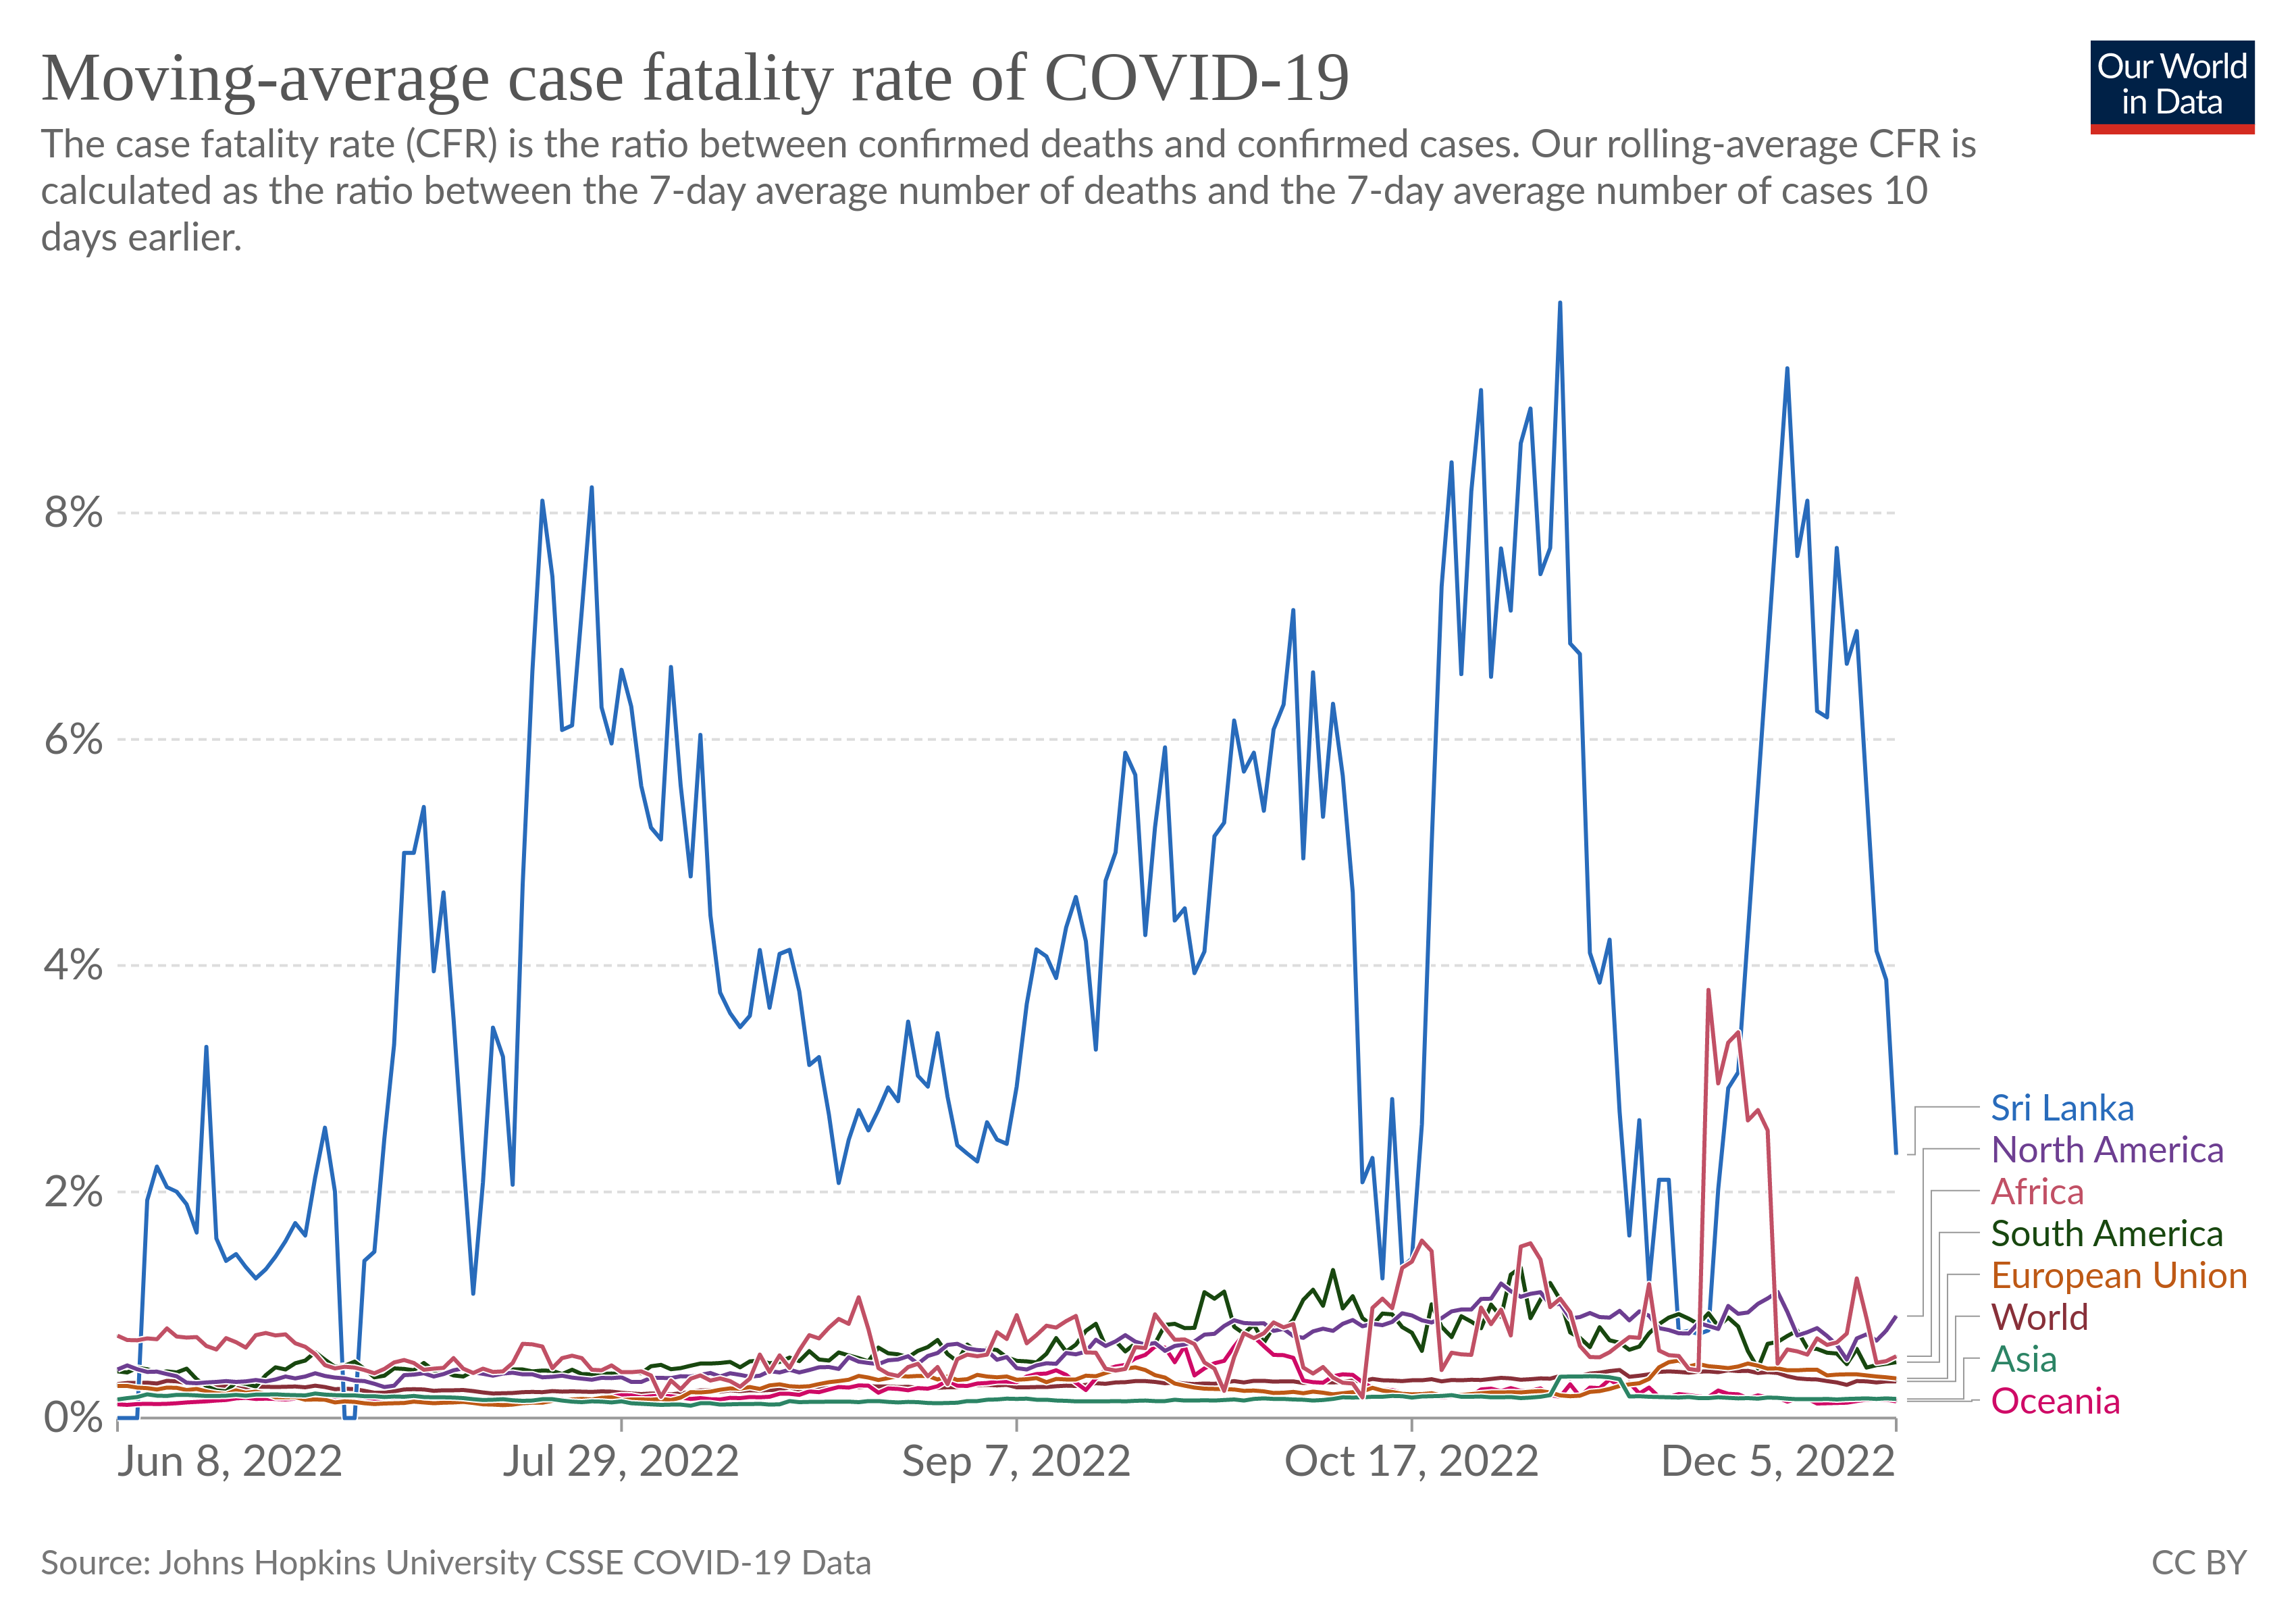 Moving-average case fatality rate of COVID-19
Our World
in Data
The case fatality rate (CFR) is the ratio between confirmed deaths and confirmed cases. Our rolling-average CFR is
calculated as the ratio between the 7-day average number of deaths and the 7-day average number of cases 10
days earlier.
8%
6%
4%
2%
0%
Sri Lanka
North America
Africa
South America
European Union
World
Asia
Oceania
Jun 8, 2022
Jul 29, 2022
Sep 7, 2022
Oct 17, 2022
Dec 5, 2022
Source: Johns Hopkins University CSSE COVID-19 Data
CC BY